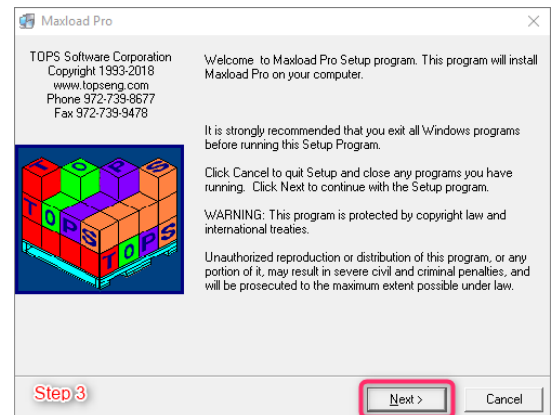 Maxload Pro
TOPS Software Corporation
Copyright 1993-2018
www.topseng.com
Phone 972-739-8677
Fax 972-739-9478
Welcome to Maxload Pro Setup program. This program will install
Maxload Pro on your computer.
It is strongly recommended that you exit all Windows programs
before running this Setup Program.
Click Cancel to quit Setup and close any programs you have
running. Click Next to continue with the Setup program.
WARNING: This program is protected by copyright law and
international treaties.
Unauthorized reproduction or distribution of this program, or any
portion of it, may result in severe civil and criminal penalties, and
will be prosecuted to the maximum extent possible under law.
TOPS
TOPS
TOPS
Step 3
Next >
Cancel